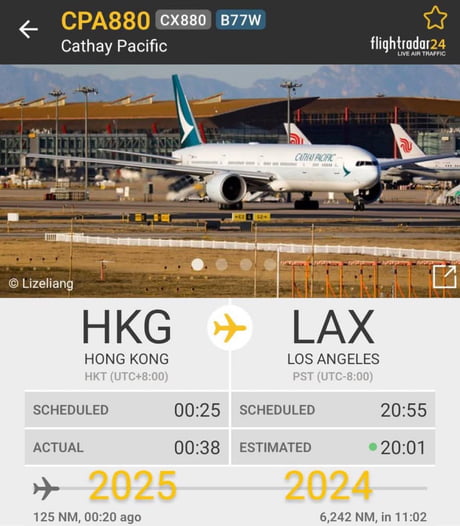 CPA880 CX880 B77W
Cathay Pacific
flightradar24
LIVE AIR TRAFFIC
CATHAY PACIFIC
© Lizeliang
HKG LAX
HONG KONG LOS ANGELES
HKT (UTC+8:00) PST (UTC-8:00)
SCHEDULED 00:25 SCHEDULED 20:55
ACTUAL 00:38 ESTIMATED 20:01
2025 2024
125 NM, 00:20 ago 6,242 NM, in 11:02